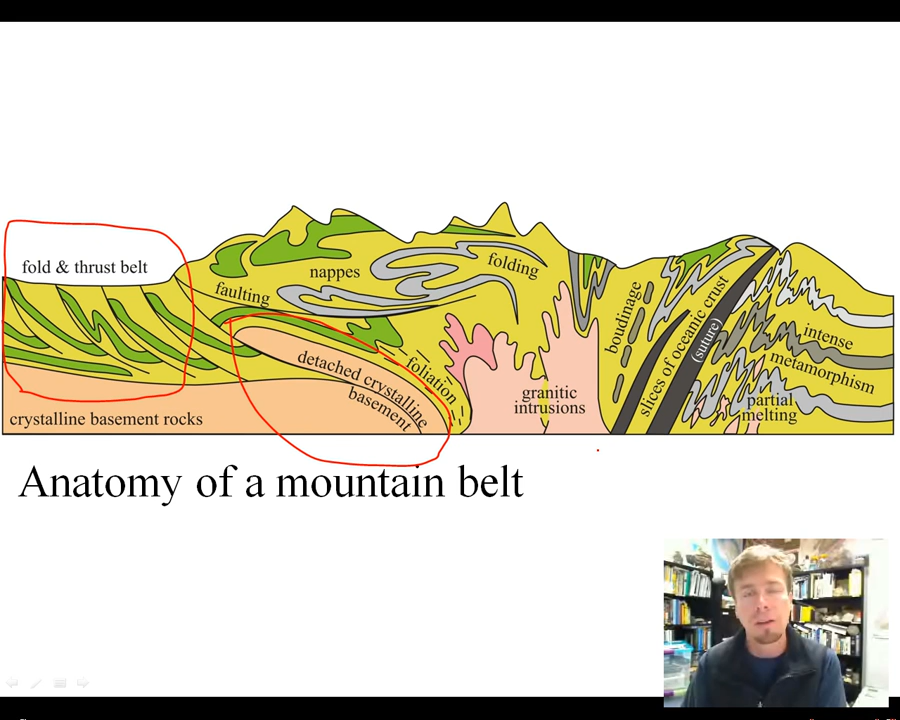 fold & thrust belt
nappes
folding
faulting
boudinage
slices of oceanic crust
(suture)
intense
metamorphism
detached crystalline
basement
foliation
granitic
intrusions
partial
melting
crystalline basement rocks
Anatomy of a mountain belt